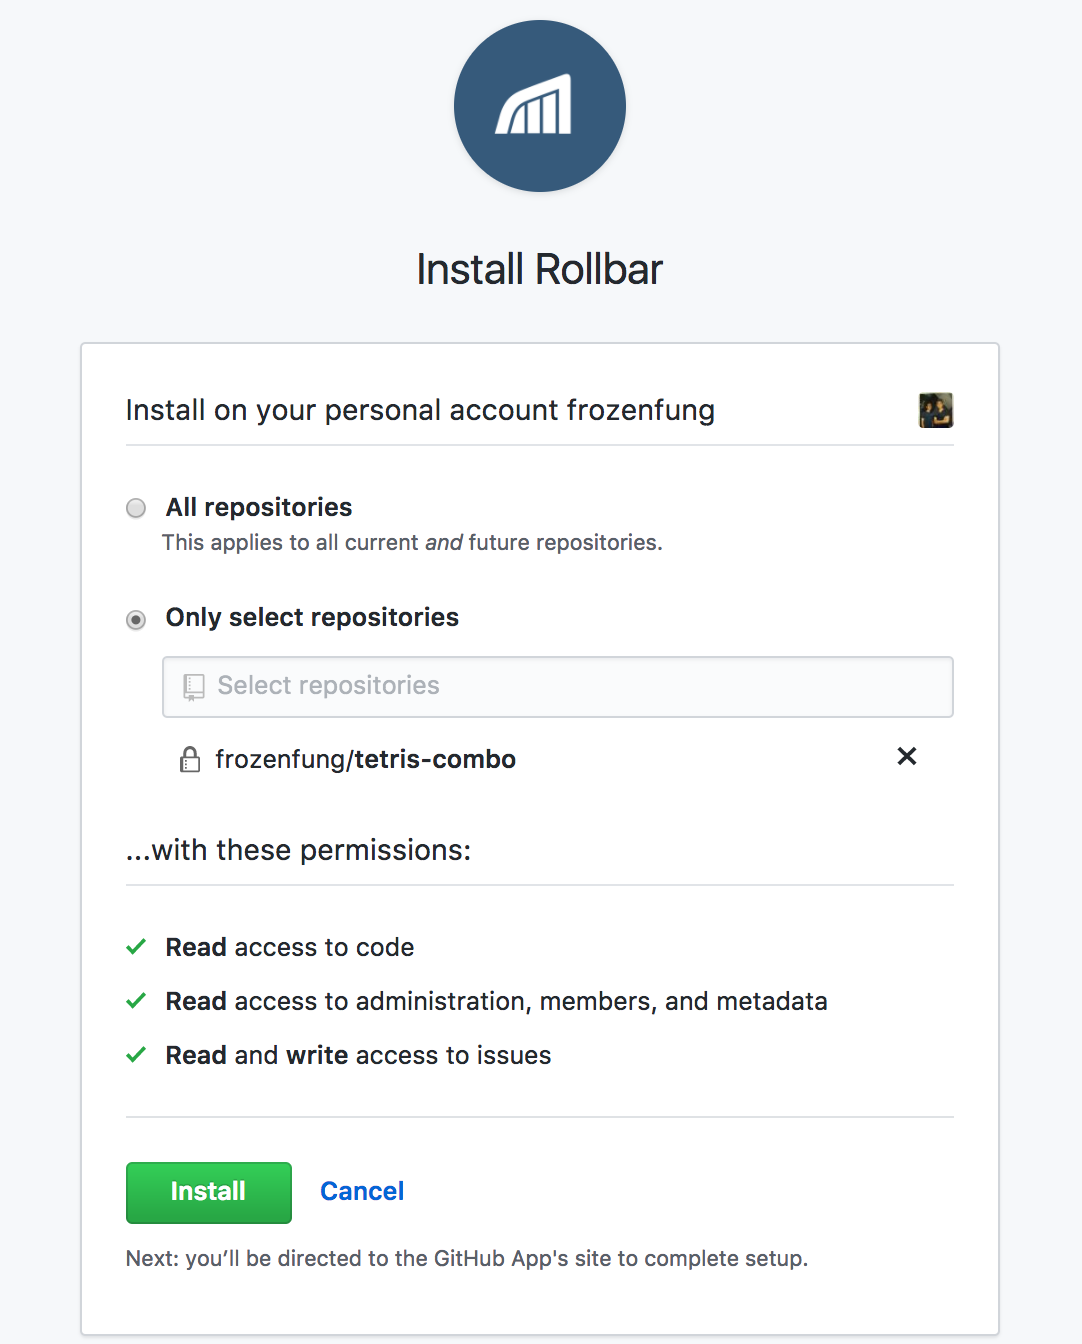 Install Rollbar
Install on your personal account frozenfung
All repositories
This applies to all current and future repositories.
Only select repositories
Select repositories
frozenfung/tetris-combo
...with these permissions:
Read access to code
Read access to administration, members, and metadata
Read and write access to issues
Install Cancel
Next: you’ll be directed to the GitHub App's site to complete setup.